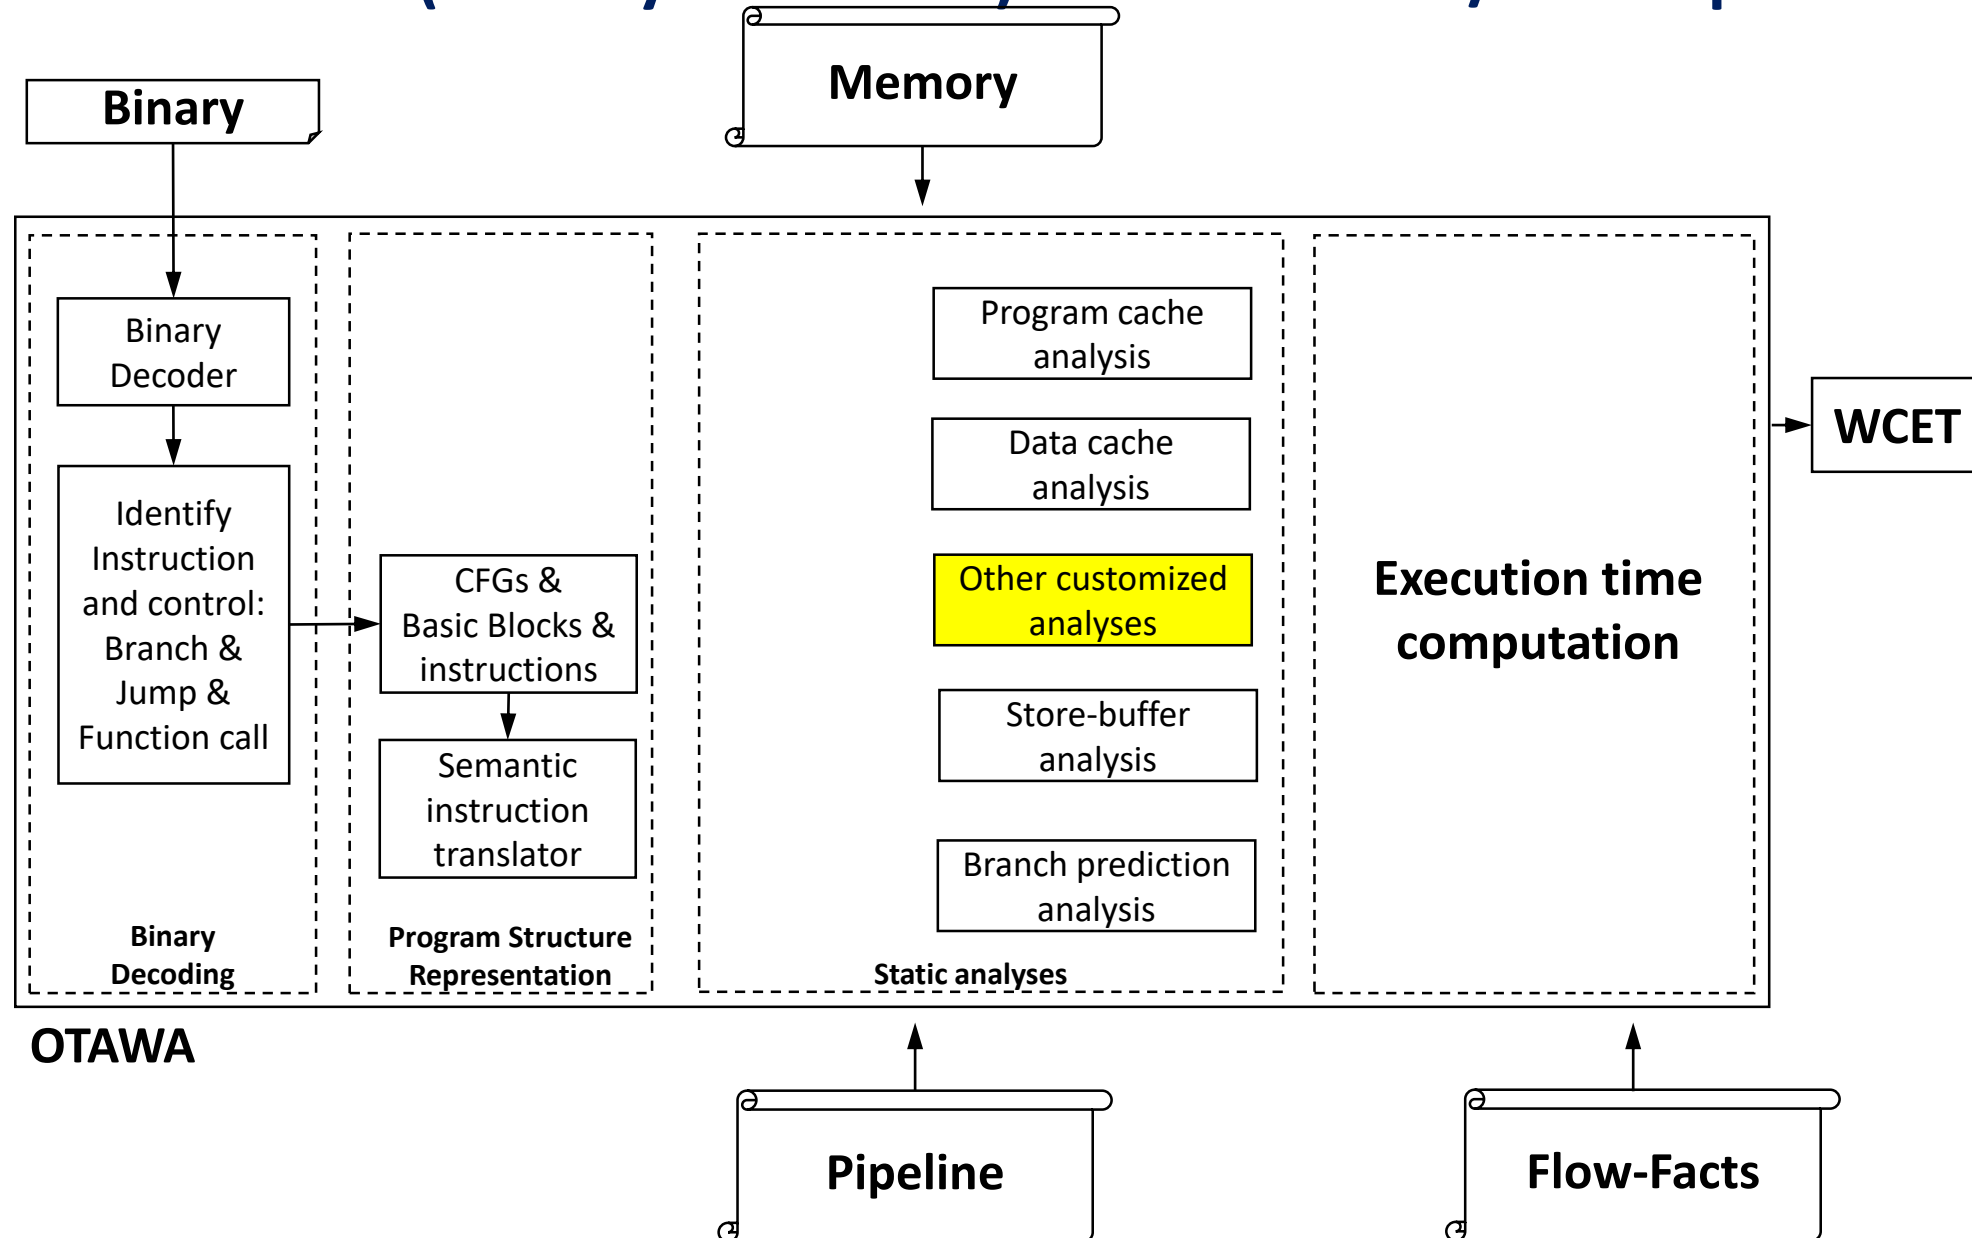 Memory
Binary
Binary
Decoder
Identify
Instruction
and control:
Branch &
Jump &
Function call
Binary
Decoding
CFGs &
Basic Blocks &
instructions
Semantic
instruction
translator
Program Structure
Representation
Program cache
analysis
Data cache
analysis
Other customized
analyses
Store-buffer
analysis
Branch prediction
analysis
Static analyses
Execution time
computation
WCET
OTAWA
Pipeline
Flow-Facts